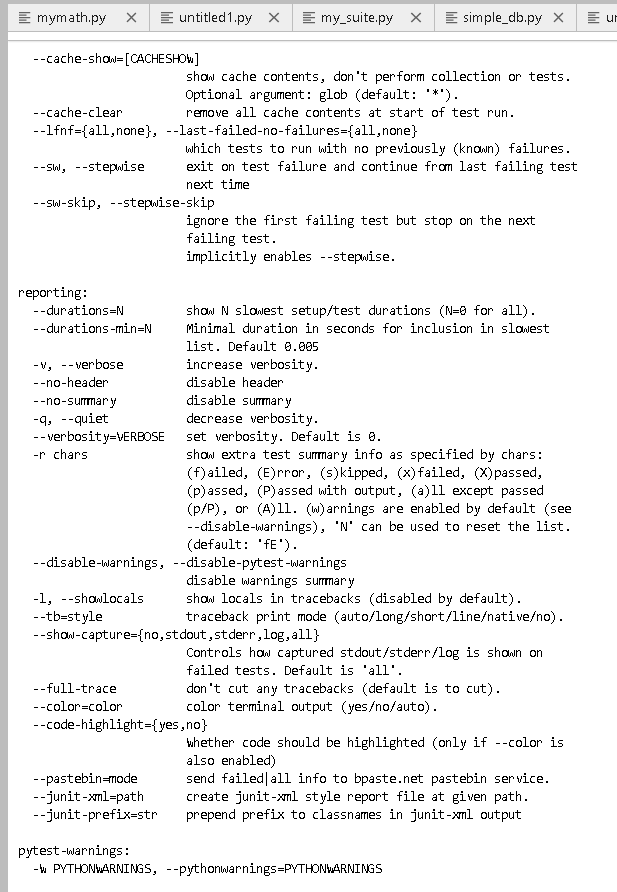 mymath.py × untitled1.py × my_suite.py × simple_db.py × ur
--cache-show=[CACHESHOW]
show cache contents, don't perform collection or tests.
Optional argument: glob (default: '*').
--cache-clear remove all cache contents at start of test run.
--lfnf={all,none}, --last-failed-no-failures={all,none}
which tests to run with no previously (known) failures.
--sw, --stepwise exit on test failure and continue from last failing test
next time
--sw-skip, --stepwise-skip
ignore the first failing test but stop on the next
failing test.
implicitly enables --stepwise.
reporting:
--durations=N show N slowest setup/test durations (N=0 for all).
--durations-min=N Minimal duration in seconds for inclusion in slowest
list. Default 0.005
-v, --verbose increase verbosity.
--no-header disable header
--no-summary disable summary
-q, --quiet decrease verbosity.
--verbosity=VERBOSE set verbosity. Default is 0.
-r chars show extra test summary info as specified by chars:
(f)ailed, (E)rror, (s)kipped, (x)failed, (X)passed,
(p)assed, (P)assed with output, (a)ll except passed
(p/P), or (A)ll. (w)arnings are enabled by default (see
--disable-warnings), 'N' can be used to reset the list.
(default: 'fE').
--disable-warnings, --disable-pytest-warnings
disable warnings summary
-l, --showlocals show locals in tracebacks (disabled by default).
--tb=style traceback print mode (auto/long/short/line/native/no).
--show-capture={no,stdout,stderr,log,all}
Controls how captured stdout/stderr/log is shown on
failed tests. Default is 'all'.
--full-trace don't cut any tracebacks (default is to cut).
--color=color color terminal output (yes/no/auto).
--code-highlight={yes,no}
Whether code should be highlighted (only if --color is
also enabled)
--pastebin=mode send failed|all info to bpaste.net pastebin service.
--junit-xml=path create junit-xml style report file at given path.
--junit-prefix=str prepend prefix to classnames in junit-xml output
pytest-warnings:
-W PYTHONWARNINGS, --pythonwarnings=PYTHONWARNINGS